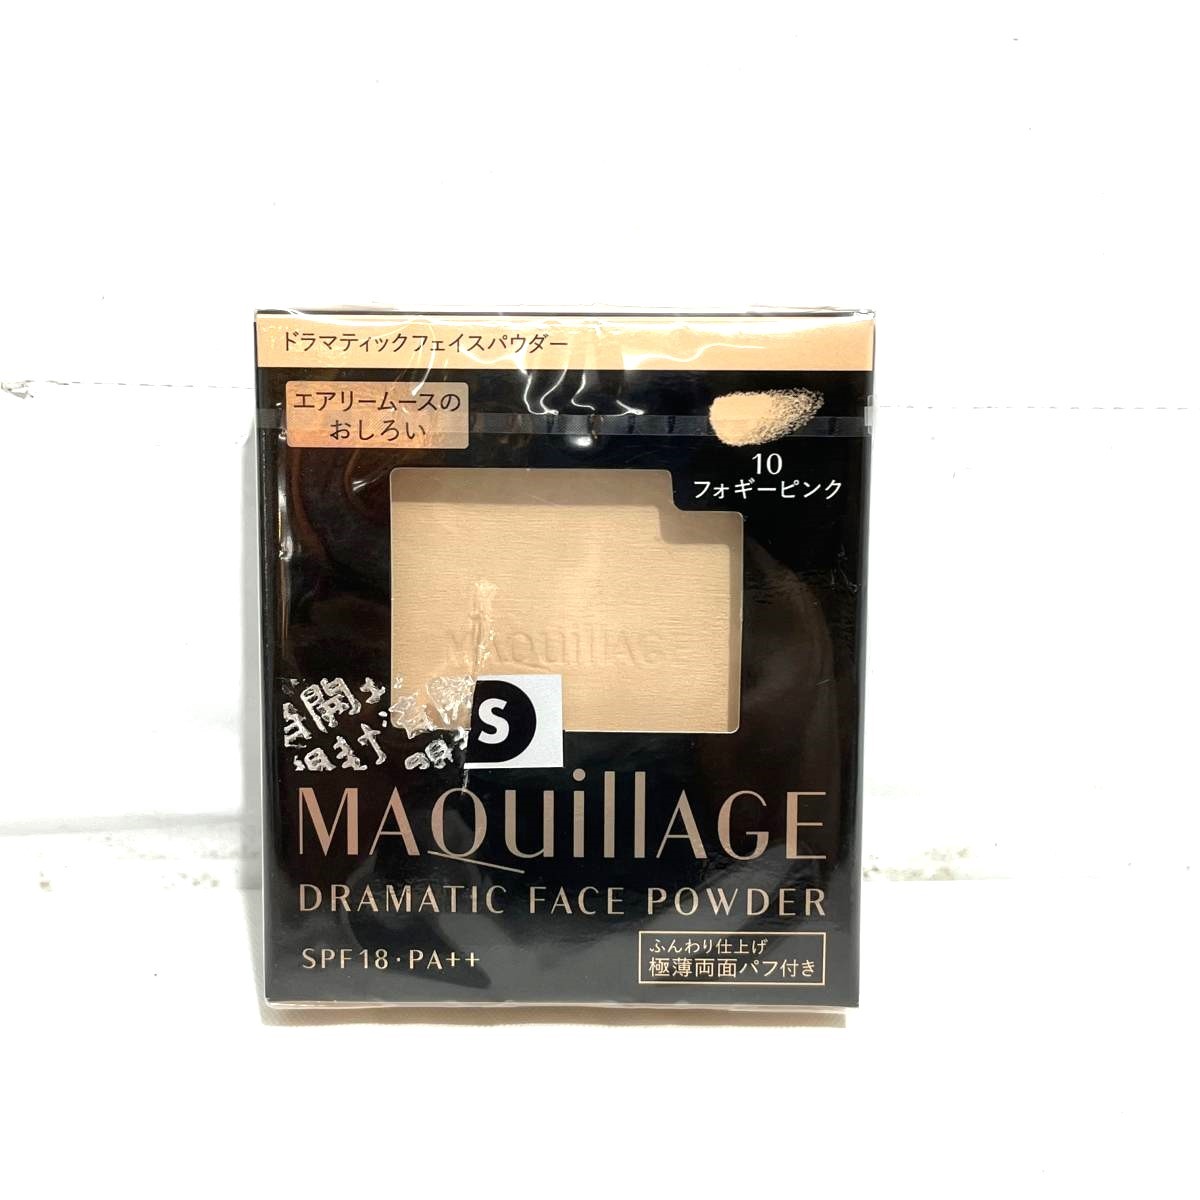 ドラマティックフェイスパウダー
エアリームースの
おしろい
10
フォギーピンク
MAQuillAGE
S
MAQuillAGE
DRAMATIC FACE POWDER
SPF18・PA++
ふんわり仕上げ
極薄両面パフ付き